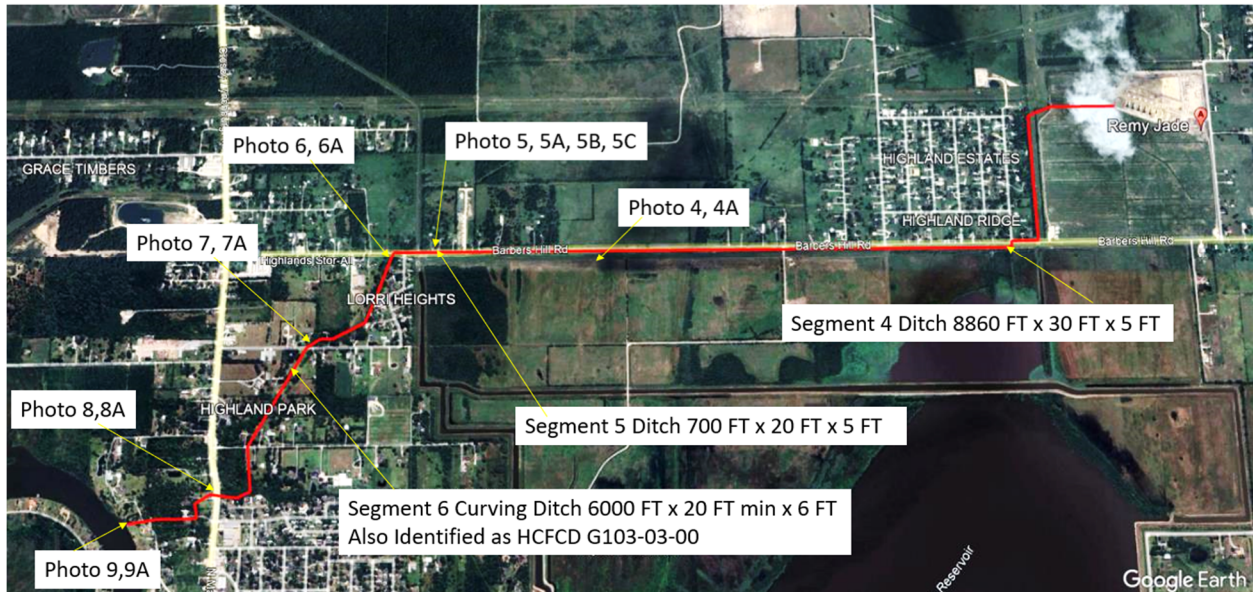 Photo 6, 6A
Photo 5, 5A, 5B, 5C
Remy Jade
A
GRACE TIMBERS
HIGHLAND ESTATES
Photo 4, 4A
HIGHLAND RIDGE
Photo 7, 7A
Barbers Hill Rd
Barbers Hill Rd
Barbers Hill Rd
Highlands Stor-All
LORRI HEIGHTS
Segment 4 Ditch 8860 FT x 30 FT x 5 FT
Photo 8,8A
HIGHLAND PARK
Segment 5 Ditch 700 FT x 20 FT x 5 FT
Segment 6 Curving Ditch 6000 FT x 20 FT min x 6 FT
Also Identified as HCFCD G103-03-00
Photo 9,9A
Reservoir
Google Earth